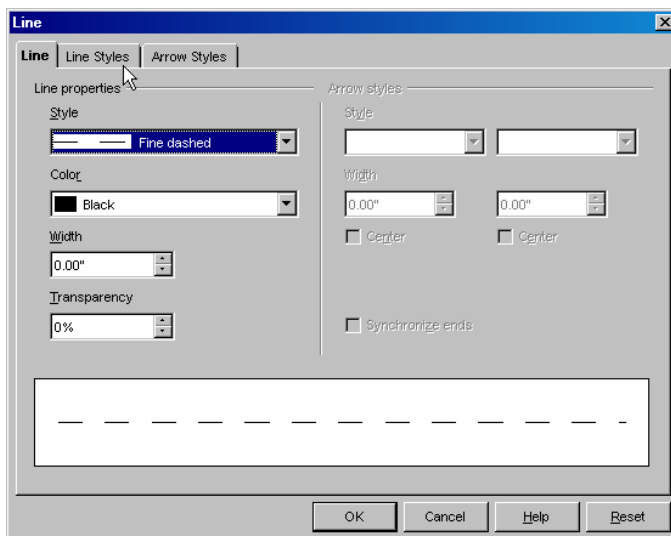 Line
Line Line Styles Arrow Styles
Line properties
Style
Fine dashed
Color
Black
Width
0.00"
Transparency
0%
Arrow styles
Style
Width
0.00" 0.00"
Center Center
Synchronize ends
OK Cancel Help Reset